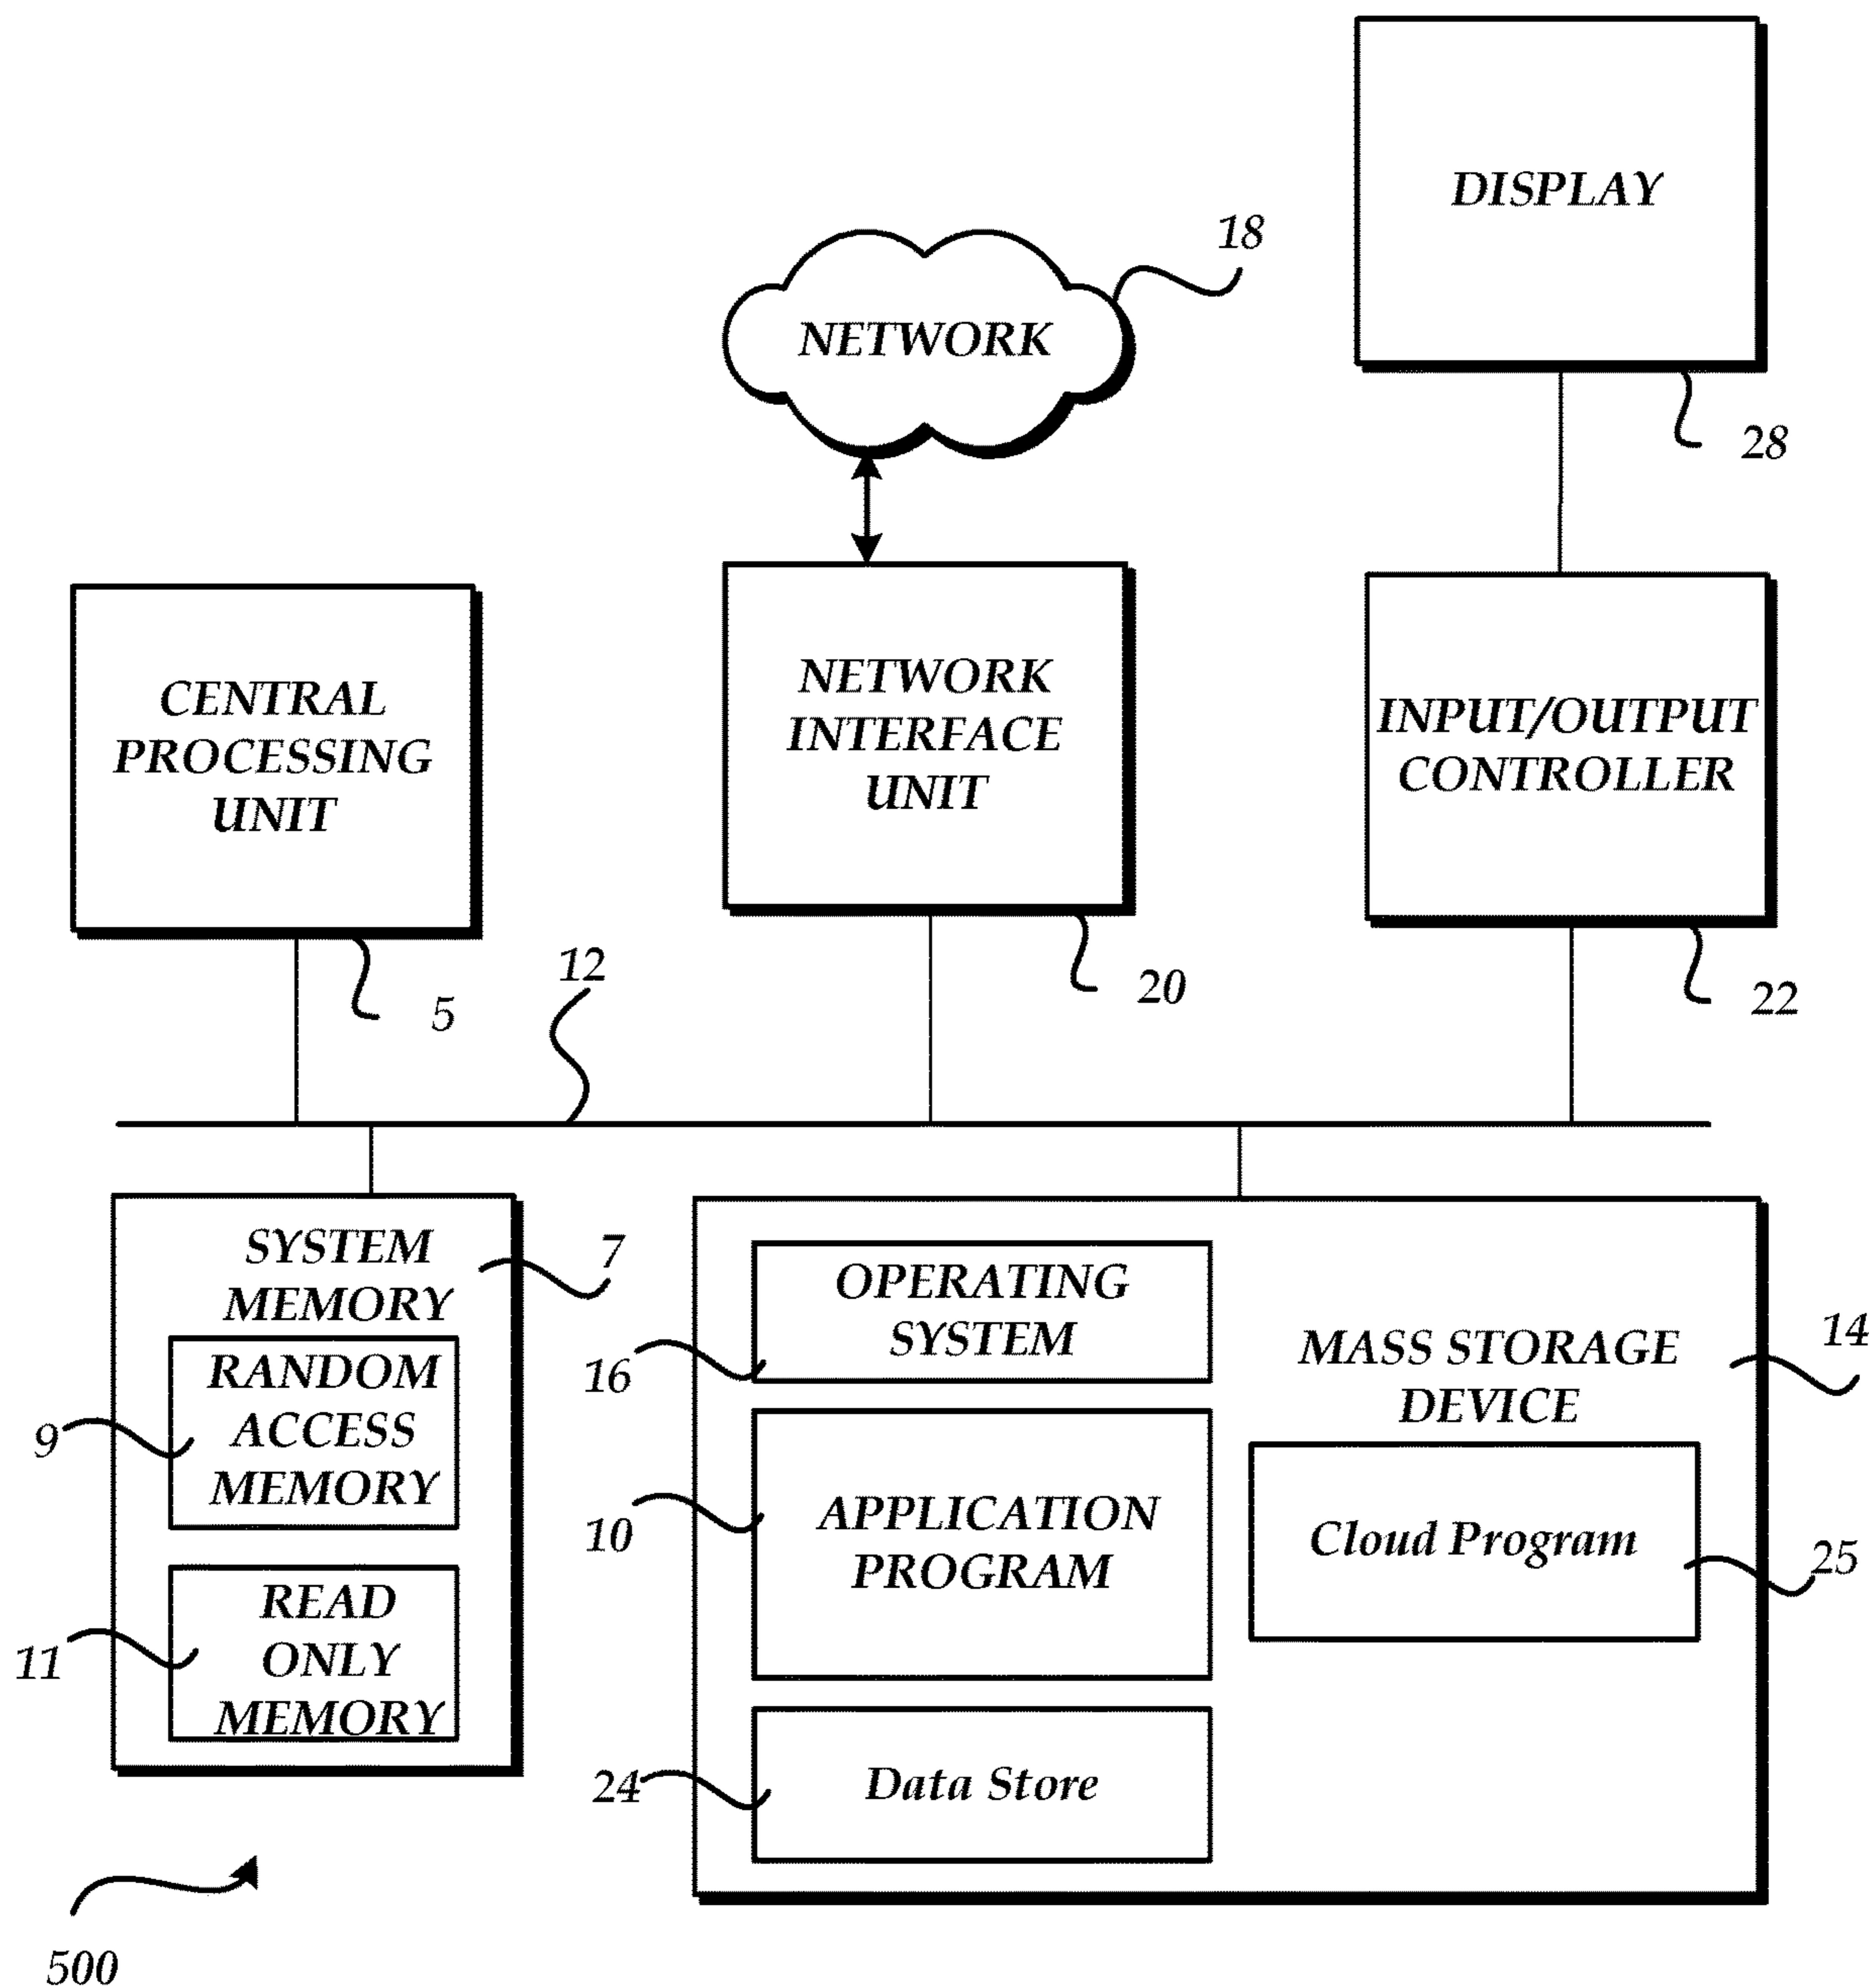 DISPLAY
28
18
NETWORK
CENTRAL
PROCESSING
UNIT
5
NETWORK
INTERFACE
UNIT
20
INPUT/OUTPUT
CONTROLLER
22
12
SYSTEM
MEMORY
7
RANDOM
ACCESS
MEMORY
9
READ
ONLY
MEMORY
11
OPERATING
SYSTEM
16
MASS STORAGE
DEVICE
14
APPLICATION
PROGRAM
10
Cloud Program
25
Data Store
24
500